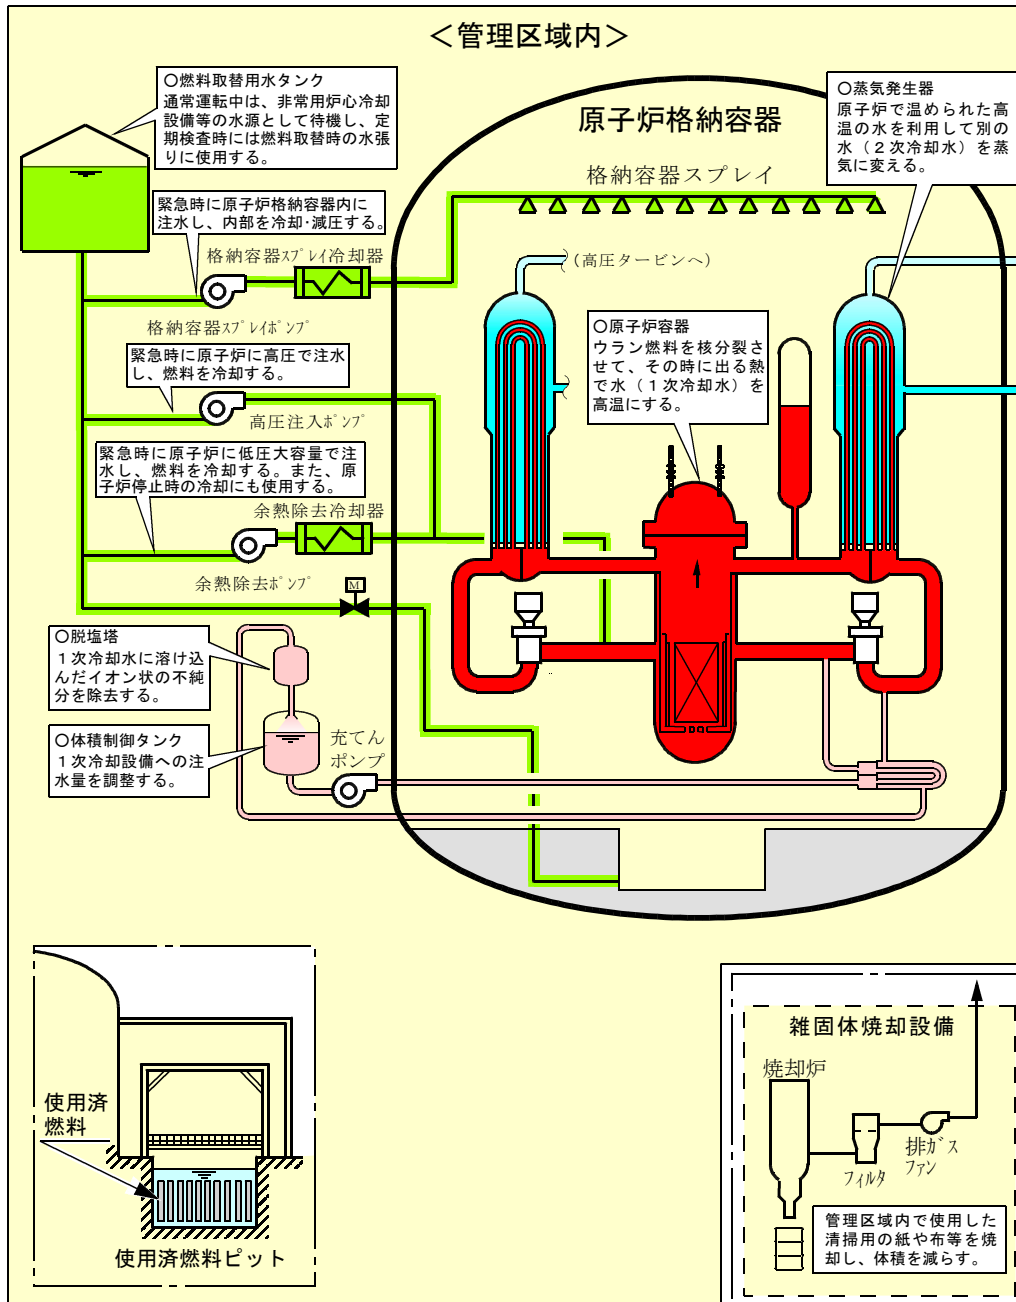 ＜管理区域内＞
○燃料取替用水タンク
通常運転中は、非常用炉心冷却
設備等の水源として待機し、定
期検査時には燃料取替時の水張
りに使用する。
○蒸気発生器
原子炉で温められた高
温の水を利用して別の
水（２次冷却水）を蒸
気に変える。
原子炉格納容器
格納容器スプレイ
緊急時に原子炉格納容器内に
注水し、内部を冷却･減圧する。
格納容器ｽﾌﾟﾚｲ冷却器
（高圧タービンへ）
格納容器ｽﾌﾟﾚｲﾎﾟﾝﾌﾟ
○原子炉容器
ウラン燃料を核分裂さ
せて、その時に出る熱
で水（１次冷却水）を
高温にする。
緊急時に原子炉に高圧で注水
し、燃料を冷却する。
高圧注入ﾎﾟﾝﾌﾟ
緊急時に原子炉に低圧大容量で注
水し、燃料を冷却する。また、原
子炉停止時の冷却にも使用する。
余熱除去冷却器
余熱除去ﾎﾟﾝﾌﾟ
M
○脱塩塔
１次冷却水に溶け込
んだイオン状の不純
分を除去する。
○体積制御タンク
１次冷却設備への注
水量を調整する。
充てん
ポンプ
使用済
燃料
使用済燃料ピット
雑固体焼却設備
焼却炉
排ｶﾞｽ
ﾌｧﾝ
ﾌｨﾙﾀ
管理区域内で使用した
清掃用の紙や布等を焼
却し、体積を減らす。